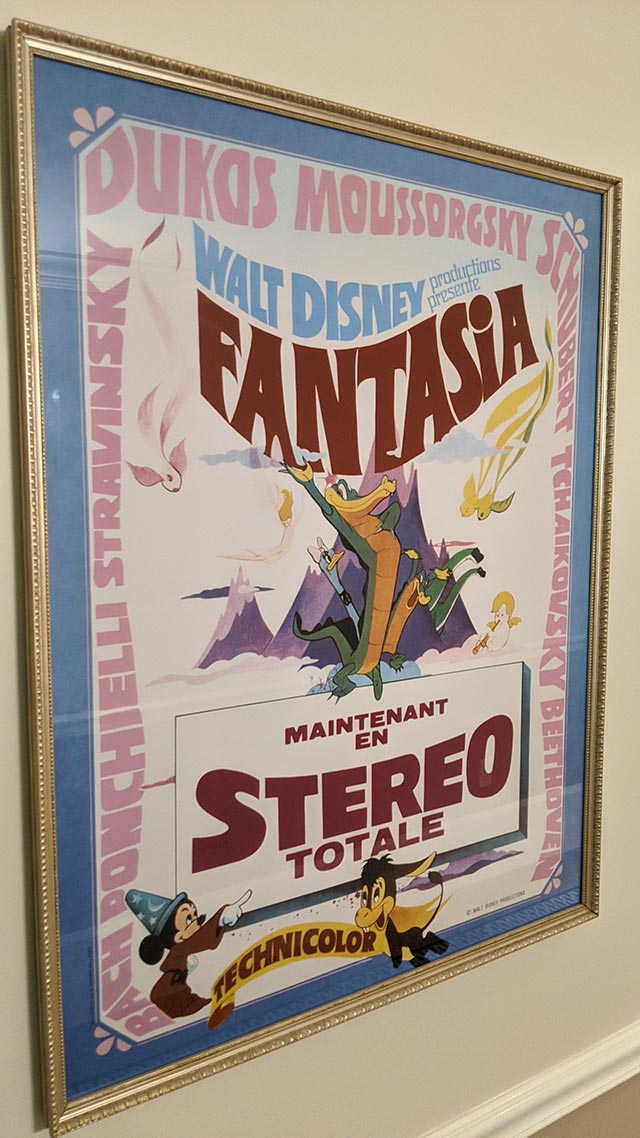 BACH PONCHIELLI STRAVINSKY
DUKAS MOUSSORGSKY SCHUBERT TCHAIKOVSKY BEETHOVEN
WALT DISNEY productions
presente
FANTASIA
MAINTENANT
EN
STEREO
TOTALE
© WALT DISNEY PRODUCTIONS
TECHNICOLOR